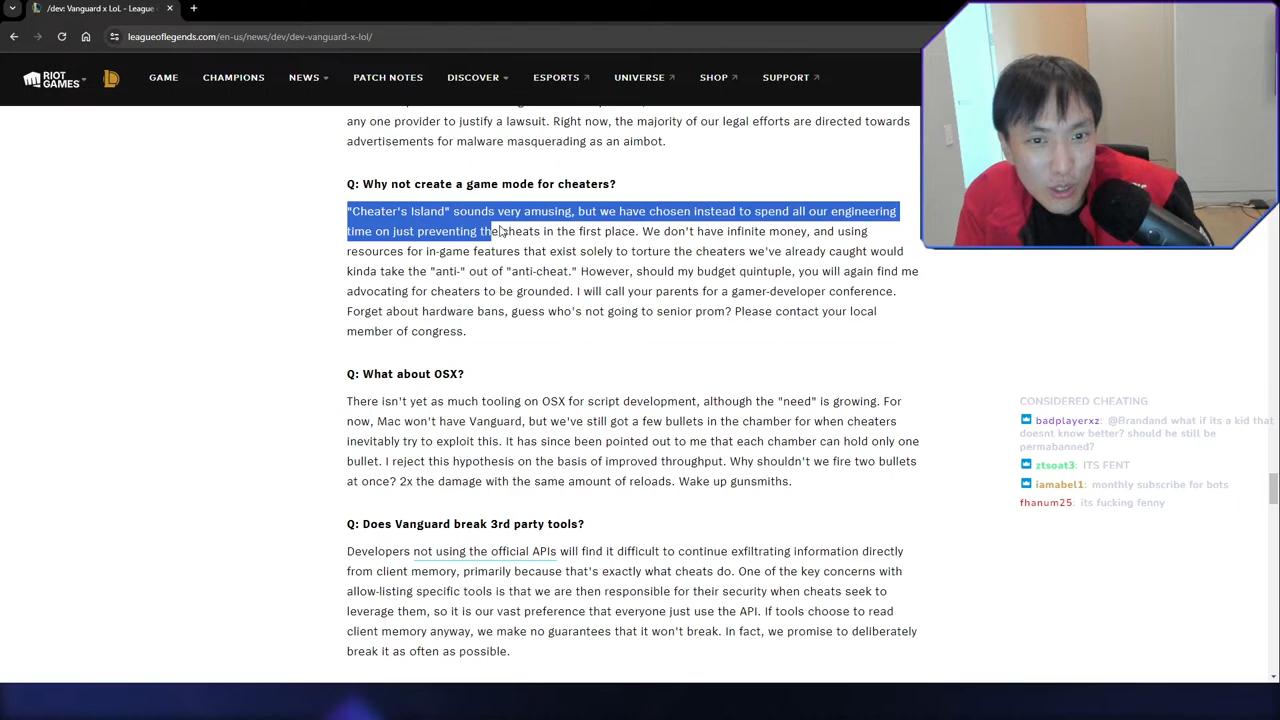 /dev: Vanguard x LoL - League
leagueoflegends.com/en-us/news/dev/dev-vanguard-x-lol/
RIOT GAMES
GAME
CHAMPIONS
NEWS
PATCH NOTES
DISCOVER
ESPORTS
UNIVERSE
SHOP
SUPPORT
any one provider to justify a lawsuit. Right now, the majority of our legal efforts are directed towards
advertisements for malware masquerading as an aimbot.
Q: Why not create a game mode for cheaters?
"Cheater's Island" sounds very amusing, but we have chosen instead to spend all our engineering
time on just preventing the cheats in the first place. We don't have infinite money, and using
resources for in-game features that exist solely to torture the cheaters we've already caught would
kinda take the "anti-" out of "anti-cheat." However, should my budget quintuple, you will again find me
advocating for cheaters to be grounded. I will call your parents for a gamer-developer conference.
Forget about hardware bans, guess who's not going to senior prom? Please contact your local
member of congress.
Q: What about OSX?
There isn't yet as much tooling on OSX for script development, although the "need" is growing. For
now, Mac won't have Vanguard, but we've still got a few bullets in the chamber for when cheaters
inevitably try to exploit this. It has since been pointed out to me that each chamber can hold only one
bullet. I reject this hypothesis on the basis of improved throughput. Why shouldn't we fire two bullets
at once? 2x the damage with the same amount of reloads. Wake up gunsmiths.
Q: Does Vanguard break 3rd party tools?
Developers not using the official APIs will find it difficult to continue exfiltrating information directly
from client memory, primarily because that's exactly what cheats do. One of the key concerns with
allow-listing specific tools is that we are then responsible for their security when cheats seek to
leverage them, so it is our vast preference that everyone just use the API. If tools choose to read
client memory anyway, we make no guarantees that it won't break. In fact, we promise to deliberately
break it as often as possible.
CONSIDERED CHEATING
badplayerxz: @Brandand what if its a kid that
doesnt know better? should he still be
permabanned?
ztsoat3: ITS FENT
iamabel1: monthly subscribe for bots
fhanum25: its fucking fenny